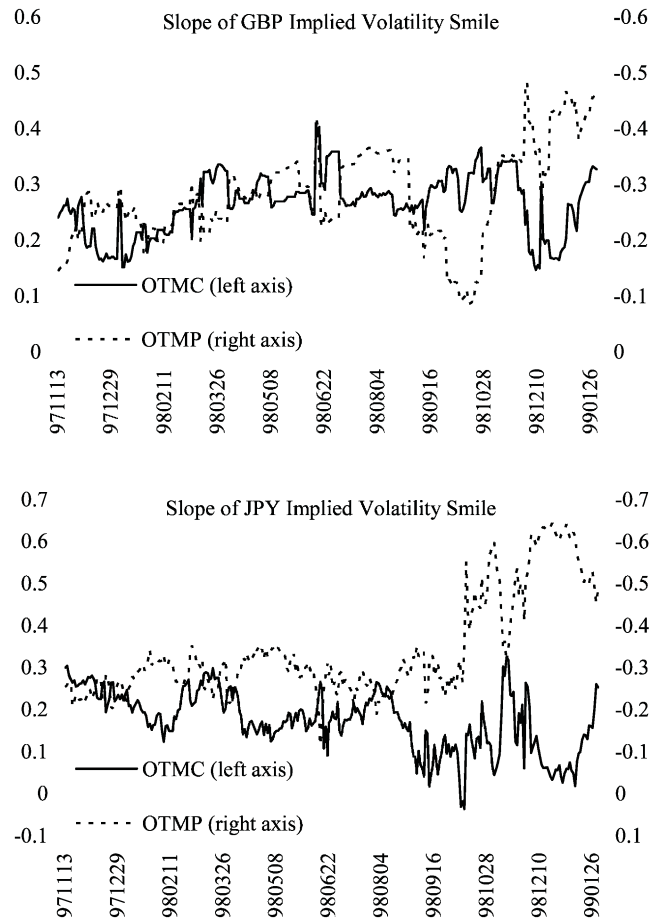 Slope of GBP Implied Volatility Smile
0.6 -0.6
0.5 -0.5
0.4 -0.4
0.3 -0.3
0.2 -0.2
0.1 -0.1
0 0
OTMC (left axis)
OTMP (right axis)
971113 971229 980211 980326 980508 980622 980804 980916 981028 981210 990126
Slope of JPY Implied Volatility Smile
0.7 -0.7
0.6 -0.6
0.5 -0.5
0.4 -0.4
0.3 -0.3
0.2 -0.2
0.1 -0.1
0 0
-0.1 0.1
OTMC (left axis)
OTMP (right axis)
971113 971229 980211 980326 980508 980622 980804 980916 981028 981210 990126